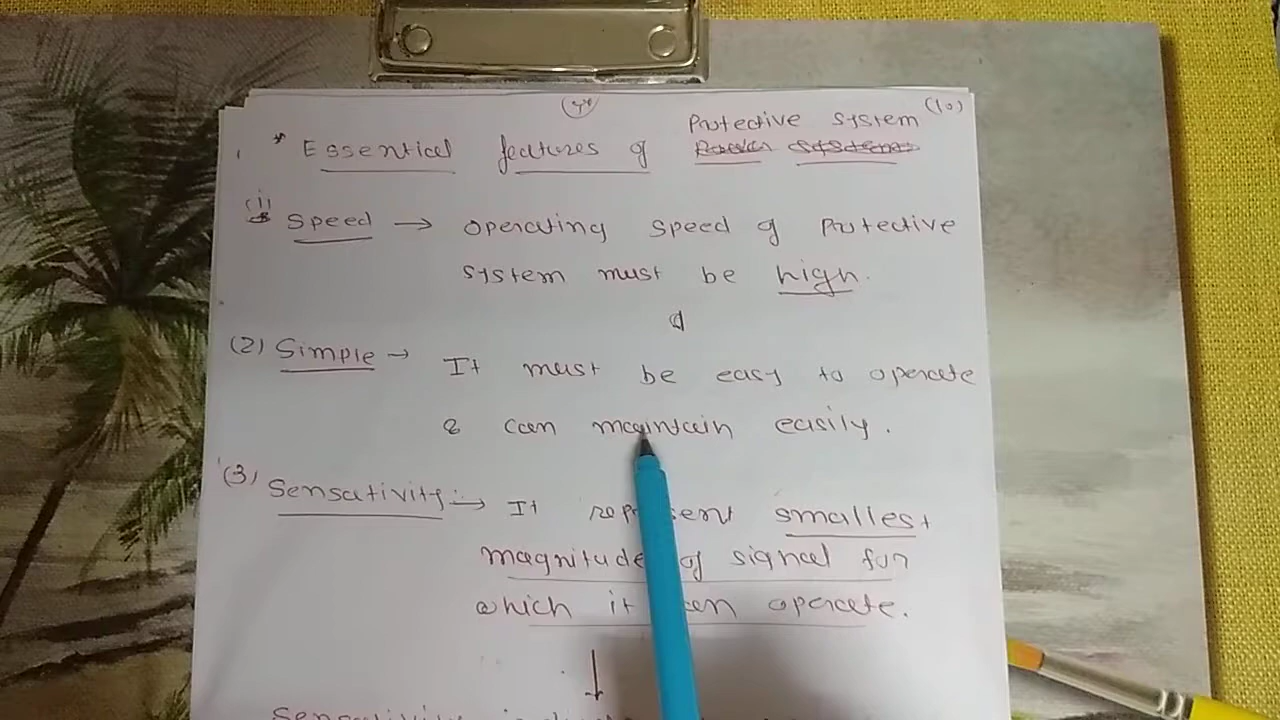 (10)
Protective System
* Essential features of
(1) Speed → operating speed of Protective
system must be high.
(2) Simple → It must be easy to operate
& can maintain easily.
(3) Sensativity :→ It smallest
magnitude of signal for
which it operate.